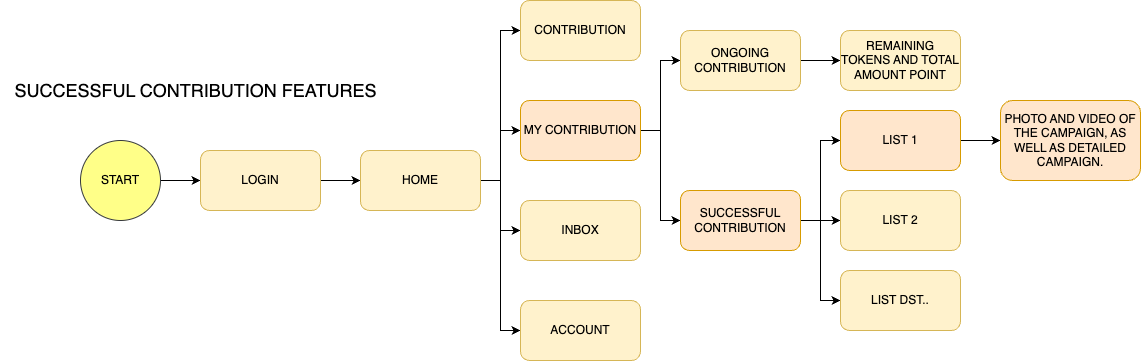 SUCCESSFUL CONTRIBUTION FEATURES
START
LOGIN
HOME
CONTRIBUTION
MY CONTRIBUTION
INBOX
ACCOUNT
ONGOING
CONTRIBUTION
SUCCESSFUL
CONTRIBUTION
REMAINING
TOKENS AND TOTAL
AMOUNT POINT
LIST 1
LIST 2
LIST DST..
PHOTO AND VIDEO OF
THE CAMPAIGN, AS
WELL AS DETAILED
CAMPAIGN.